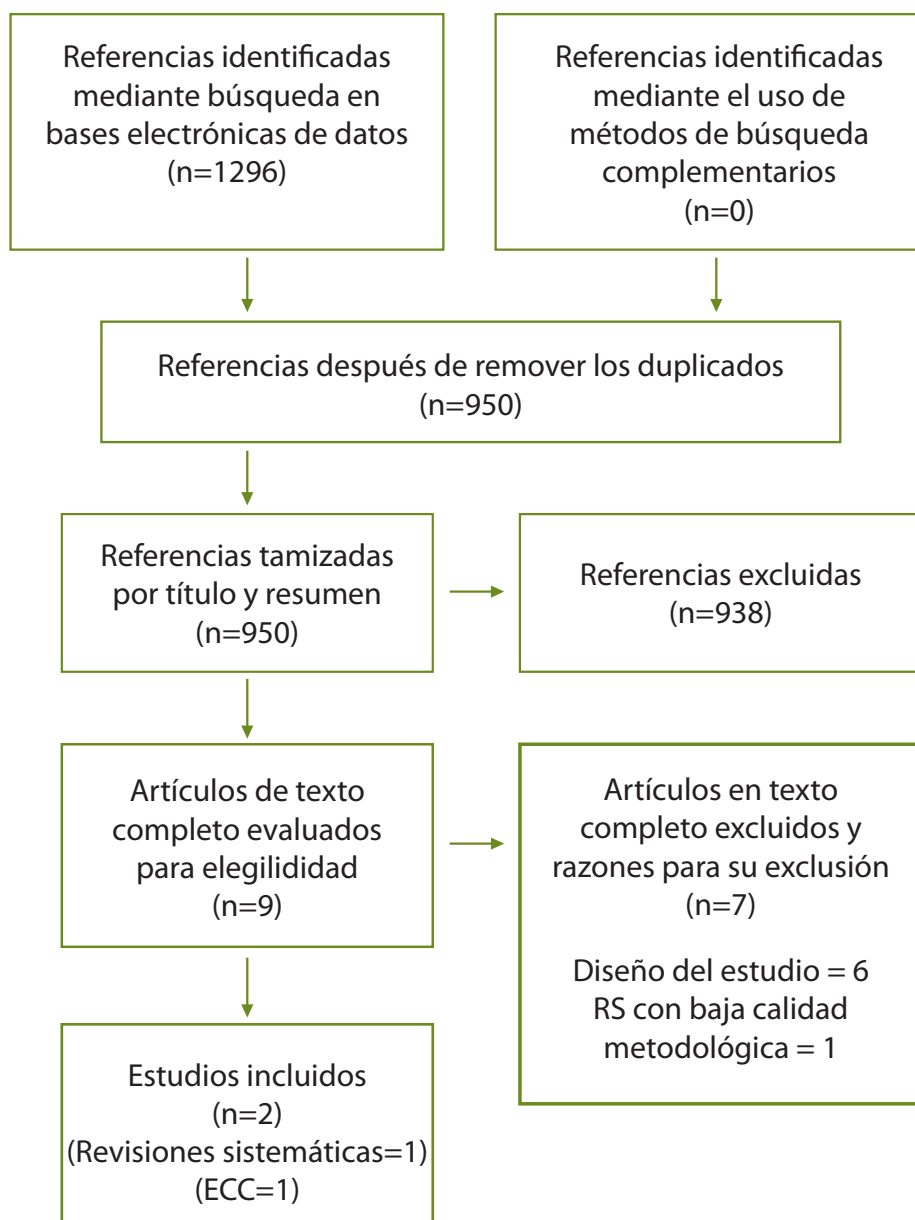 Referencias identificadas
mediante búsqueda en
bases electrónicas de datos
(n=1296)
Referencias identificadas
mediante el uso de
métodos de búsqueda
complementarios
(n=0)
Referencias después de remover los duplicados
(n=950)
Referencias tamizadas
por título y resumen
(n=950)
Referencias excluidas
(n=938)
Artículos de texto
completo evaluados
para elegilididad
(n=9)
Artículos en texto
completo excluidos y
razones para su exclusión
(n=7)
Diseño del estudio = 6
RS con baja calidad
metodológica = 1
Estudios incluidos
(n=2)
(Revisiones sistemáticas=1)
(ECC=1)